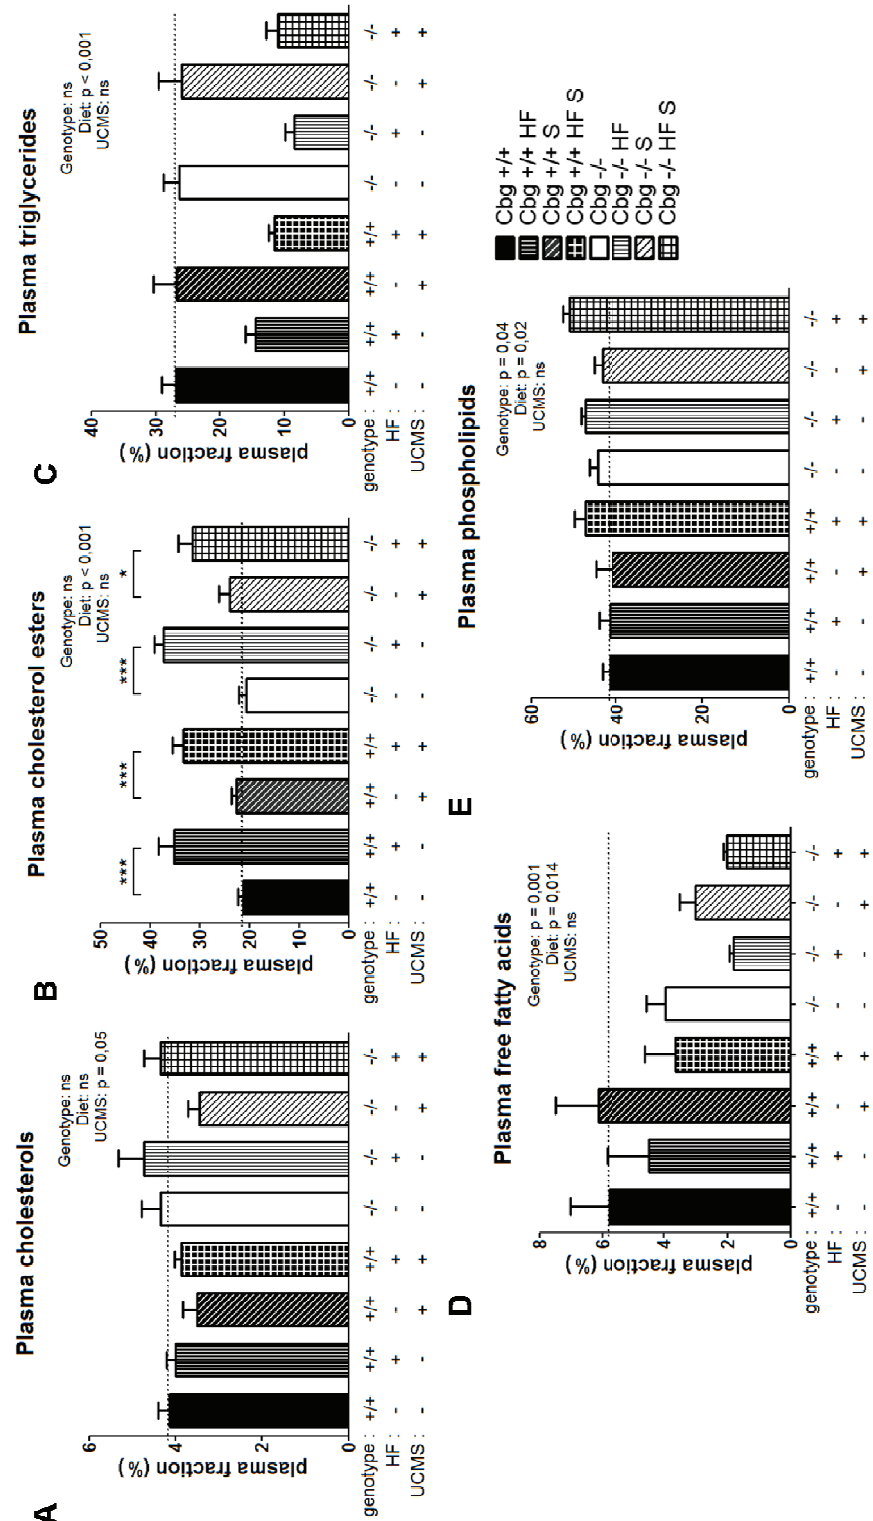 A
Plasma cholesterols
Genotype: ns
Diet: ns
UCMS: p = 0,05
plasma fraction (%)
6
4
2
0
genotype : +/+ +/+ +/+ +/+ -/- -/- -/- -/-
HF : - + - + - + - +
UCMS : - - + + - - + +
B
Plasma cholesterol esters
Genotype: ns
Diet: p < 0,001
UCMS: ns
*** *** *** *
plasma fraction (%)
50
40
30
20
10
0
genotype : +/+ +/+ +/+ +/+ -/- -/- -/- -/-
HF : - + - + - + - +
UCMS : - - + + - - + +
C
Plasma triglycerides
Genotype: ns
Diet: p < 0,001
UCMS: ns
plasma fraction (%)
40
30
20
10
0
genotype : +/+ +/+ +/+ +/+ -/- -/- -/- -/-
HF : - + - + - + - +
UCMS : - - + + - - + +
D
Plasma free fatty acids
Genotype: p = 0,001
Diet: p = 0,014
UCMS: ns
plasma fraction (%)
8
6
4
2
0
genotype : +/+ +/+ +/+ +/+ -/- -/- -/- -/-
HF : - + - + - + - +
UCMS : - - + + - - + +
E
Plasma phospholipids
Genotype: p = 0,04
Diet: p = 0,02
UCMS: ns
plasma fraction (%)
60
40
20
0
genotype : +/+ +/+ +/+ +/+ -/- -/- -/- -/-
HF : - + - + - + - +
UCMS : - - + + - - + +
Cbg +/+
Cbg +/+ HF
Cbg +/+ S
Cbg +/+ HF S
Cbg -/-
Cbg -/- HF
Cbg -/- S
Cbg -/- HF S